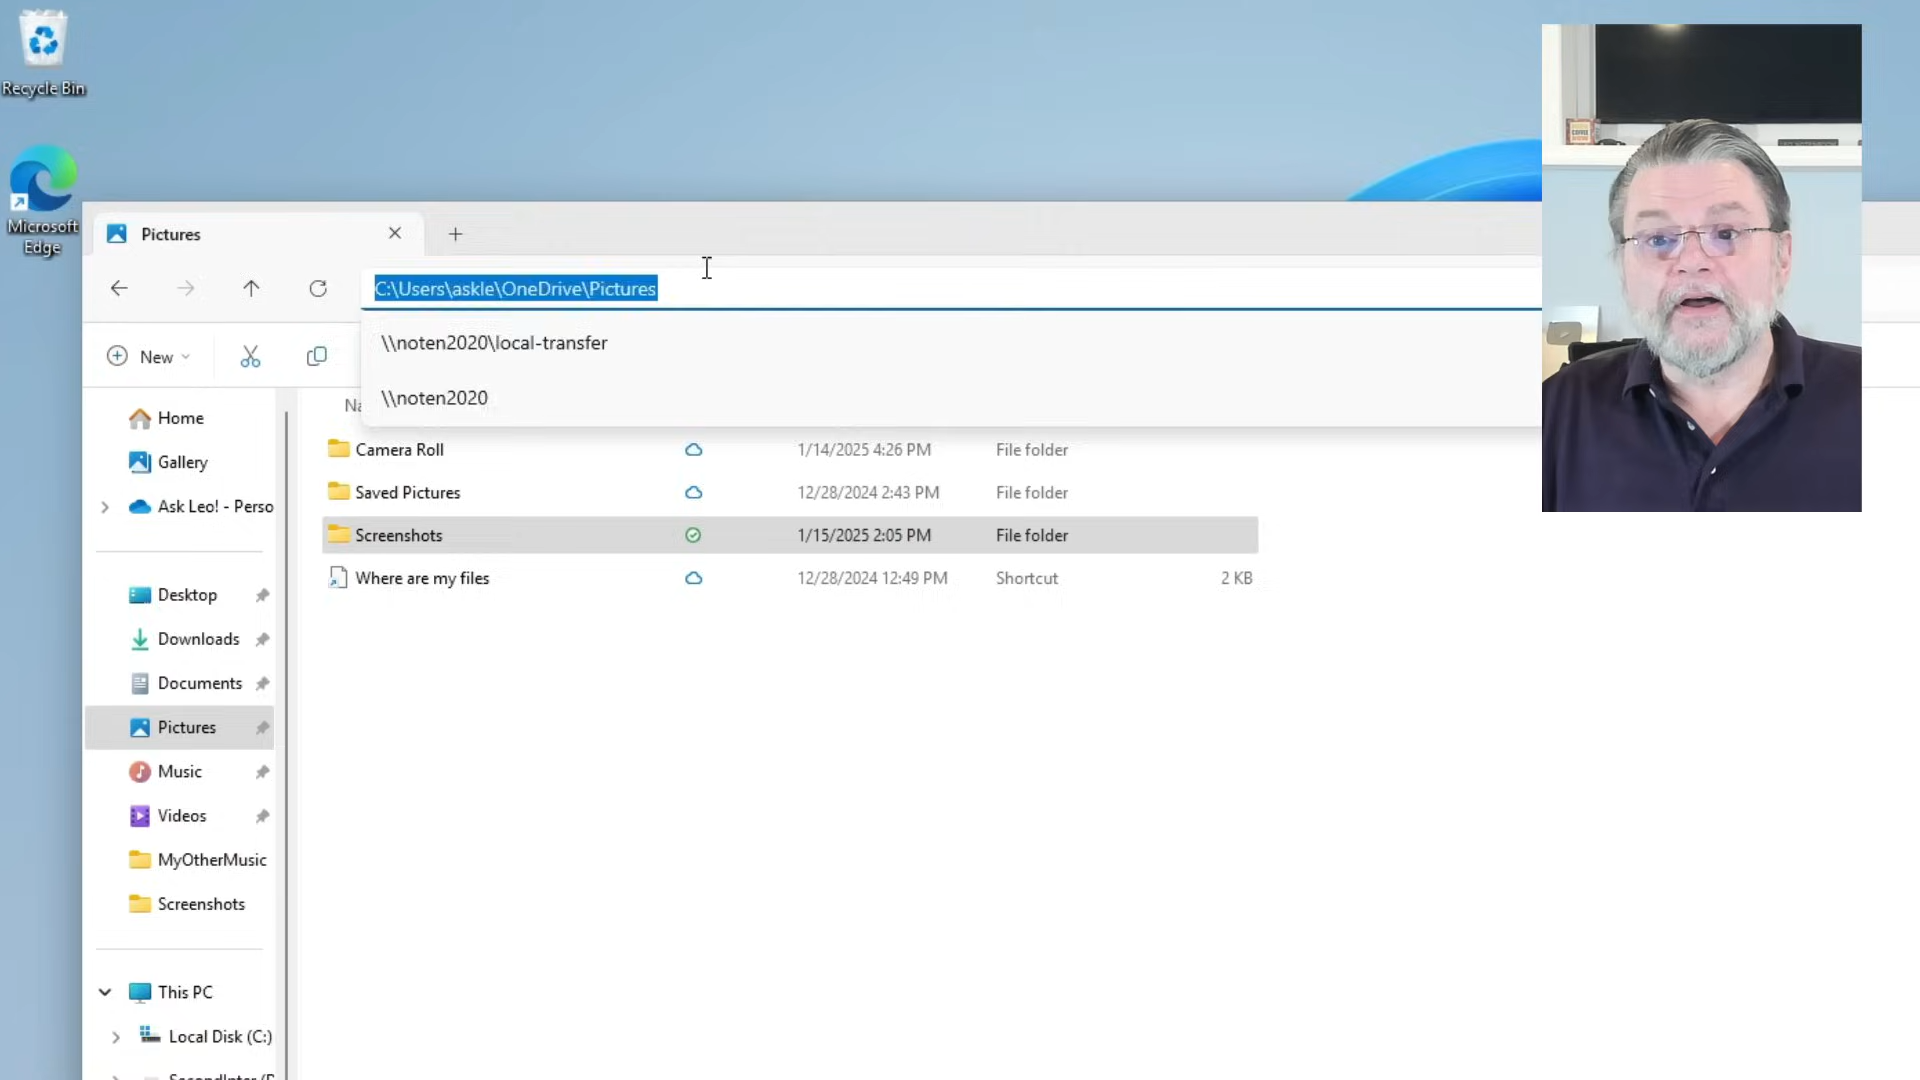 Recycle Bin
Microsoft
Edge
Pictures
C:\Users\askle\OneDrive\Pictures
\\noten2020\local-transfer
\\noten2020
New
Home
Gallery
Ask Leo! - Perso
Desktop
Downloads
Documents
Pictures
Music
Videos
MyOtherMusic
Screenshots
This PC
Local Disk (C:)
Na
Camera Roll 1/14/2025 4:26 PM File folder
Saved Pictures 12/28/2024 2:43 PM File folder
Screenshots 1/15/2025 2:05 PM File folder
Where are my files 12/28/2024 12:49 PM Shortcut 2 KB